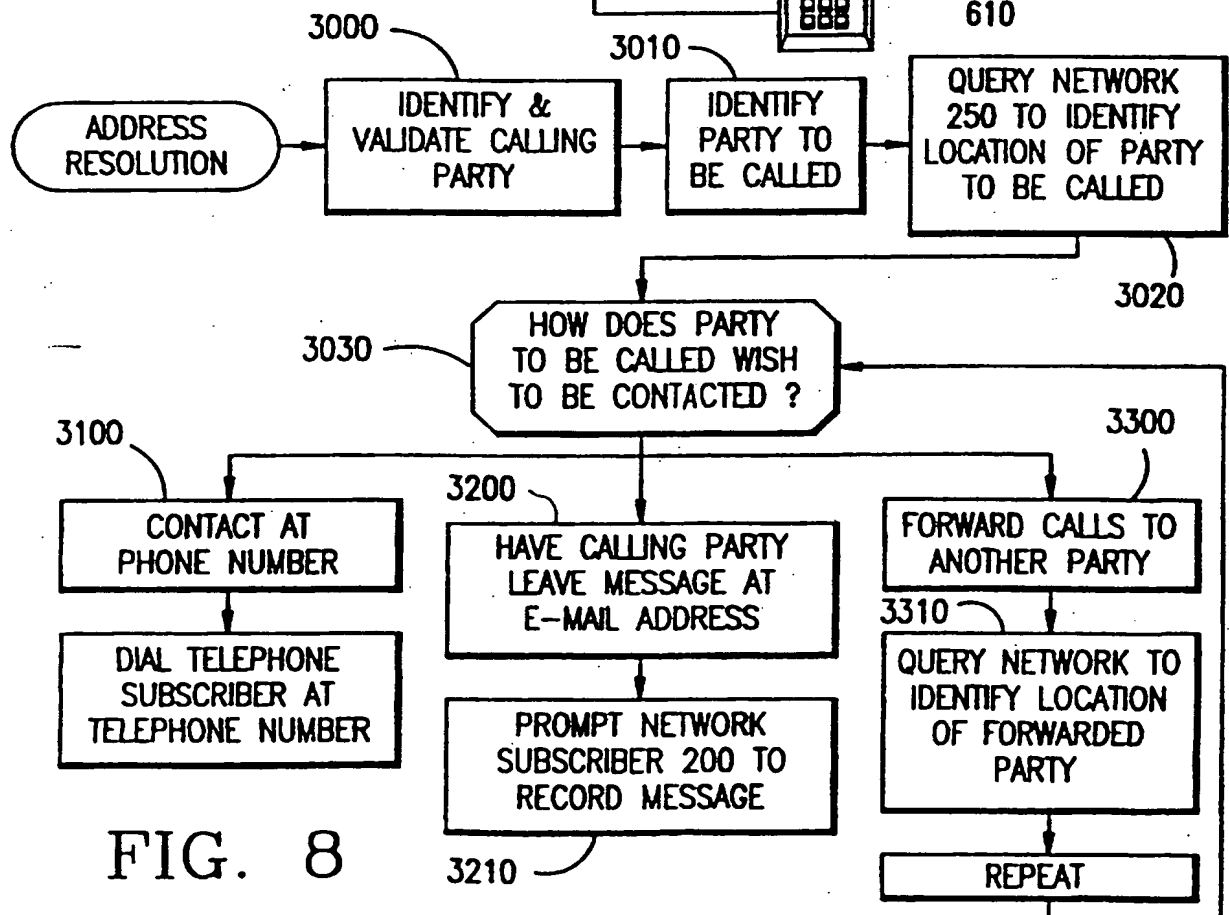 610
3000
3010
ADDRESS
RESOLUTION
IDENTIFY &
VALIDATE CALLING
PARTY
IDENTIFY
PARTY TO
BE CALLED
QUERY NETWORK
250 TO IDENTIFY
LOCATION OF PARTY
TO BE CALLED
3020
3030
HOW DOES PARTY
TO BE CALLED WISH
TO BE CONTACTED ?
3100
CONTACT AT
PHONE NUMBER
DIAL TELEPHONE
SUBSCRIBER AT
TELEPHONE NUMBER
3200
HAVE CALLING PARTY
LEAVE MESSAGE AT
E-MAIL ADDRESS
PROMPT NETWORK
SUBSCRIBER 200 TO
RECORD MESSAGE
3210
3300
FORWARD CALLS TO
ANOTHER PARTY
3310
QUERY NETWORK TO
IDENTIFY LOCATION
OF FORWARDED
PARTY
REPEAT
FIG. 8